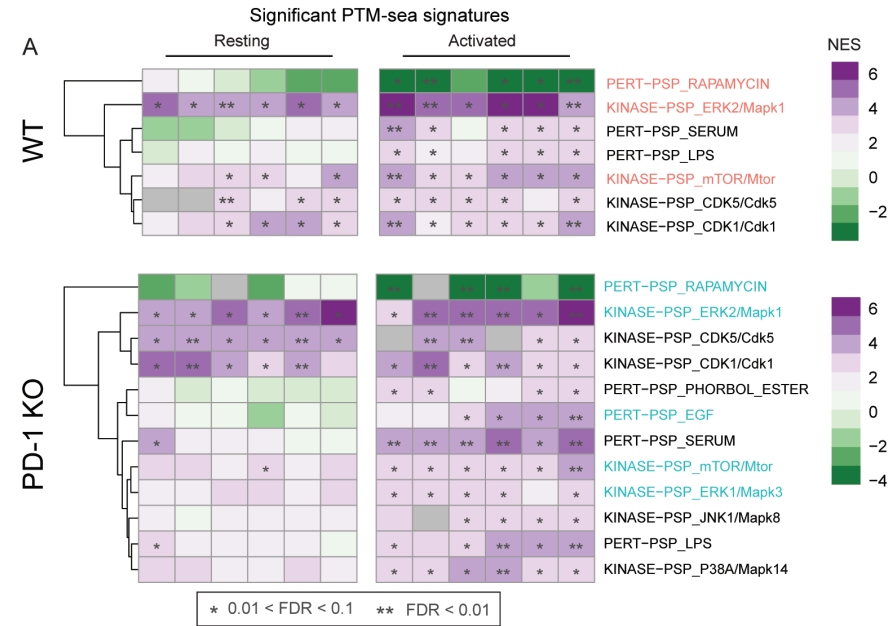 Significant PTM-sea signatures
A
Resting
Activated
NES
WT
* ** * * **
PERT−PSP_RAPAMYCIN
* * ** * * *
** ** * * * **
KINASE−PSP_ERK2/Mapk1
** * * * *
PERT−PSP_SERUM
* * * * *
PERT−PSP_LPS
* * *
** * * * * *
KINASE−PSP_mTOR/Mtor
** * *
* * * * * *
KINASE−PSP_CDK5/Cdk5
* * * *
** * * * * **
KINASE−PSP_CDK1/Cdk1
6
4
2
0
−2
PD-1 KO
** ** ** **
PERT−PSP_RAPAMYCIN
* * * * ** *
* ** ** ** * **
KINASE−PSP_ERK2/Mapk1
* ** * * ** *
** ** * *
KINASE−PSP_CDK5/Cdk5
* ** * * **
* ** * ** * *
KINASE−PSP_CDK1/Cdk1
* * * *
PERT−PSP_PHORBOL_ESTER
* * * **
PERT−PSP_EGF
*
** ** ** ** * **
PERT−PSP_SERUM
*
* * * * * **
KINASE−PSP_mTOR/Mtor
* * * * *
KINASE−PSP_ERK1/Mapk3
* * * *
KINASE−PSP_JNK1/Mapk8
*
* * ** * **
PERT−PSP_LPS
* * * ** * *
KINASE−PSP_P38A/Mapk14
6
4
2
0
−2
−4
* 0.01 < FDR < 0.1 ** FDR < 0.01